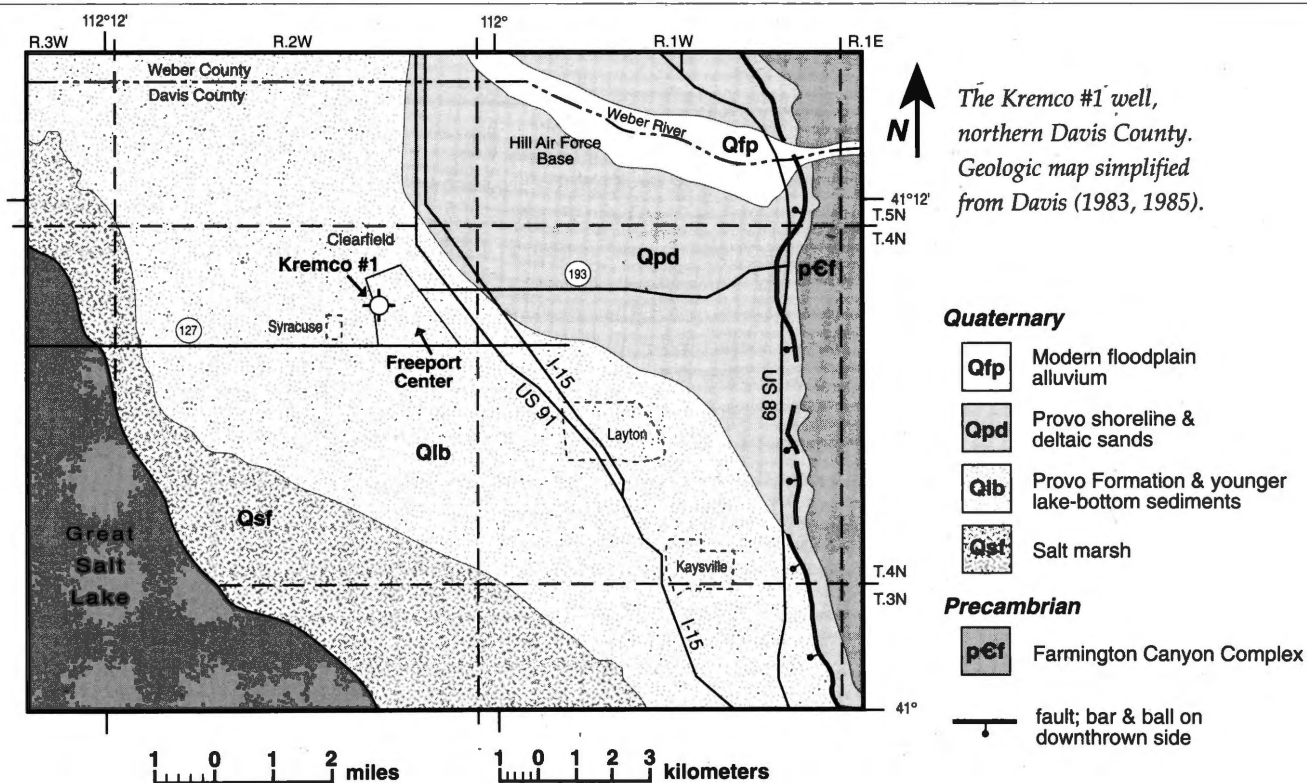 112°12'
112°
R.3W
R.2W
R.1W
R.1E
Weber County
Davis County
Weber River
Qfp
Hill Air Force
Base
N
The Kremco #1 well,
northern Davis County.
Geologic map simplified
from Davis (1983, 1985).
41°12'
T.5N
T.4N
Clearfield
Kremco #1
Qpd
p€f
193
Syracuse
127
Freeport
Center
I-15
US 91
US 89
Layton
Qlb
Qsf
Great
Salt
Lake
Kaysville
T.4N
T.3N
I-15
41°
Quaternary
Qfp Modern floodplain
alluvium
Qpd Provo shoreline &
deltaic sands
Qlb Provo Formation & younger
lake-bottom sediments
Qsf Salt marsh
Precambrian
p€f Farmington Canyon Complex
fault; bar & ball on
downthrown side
1 0 1 2 miles
1 0 1 2 3 kilometers